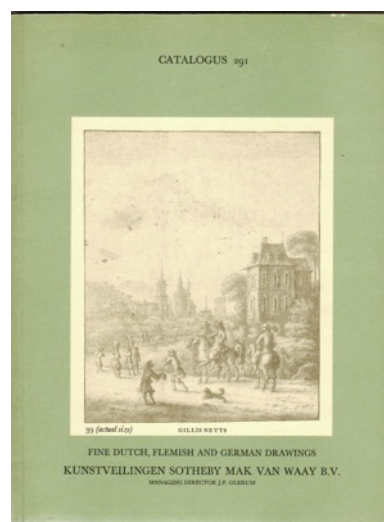 CATALOGUS 291
39 (actual size) GILLIS NEYTS
FINE DUTCH, FLEMISH AND GERMAN DRAWINGS
KUNSTVEILINGEN SOTHEBY MAK VAN WAAY B.V.
MANAGING DIRECTOR J.P. GLERUM